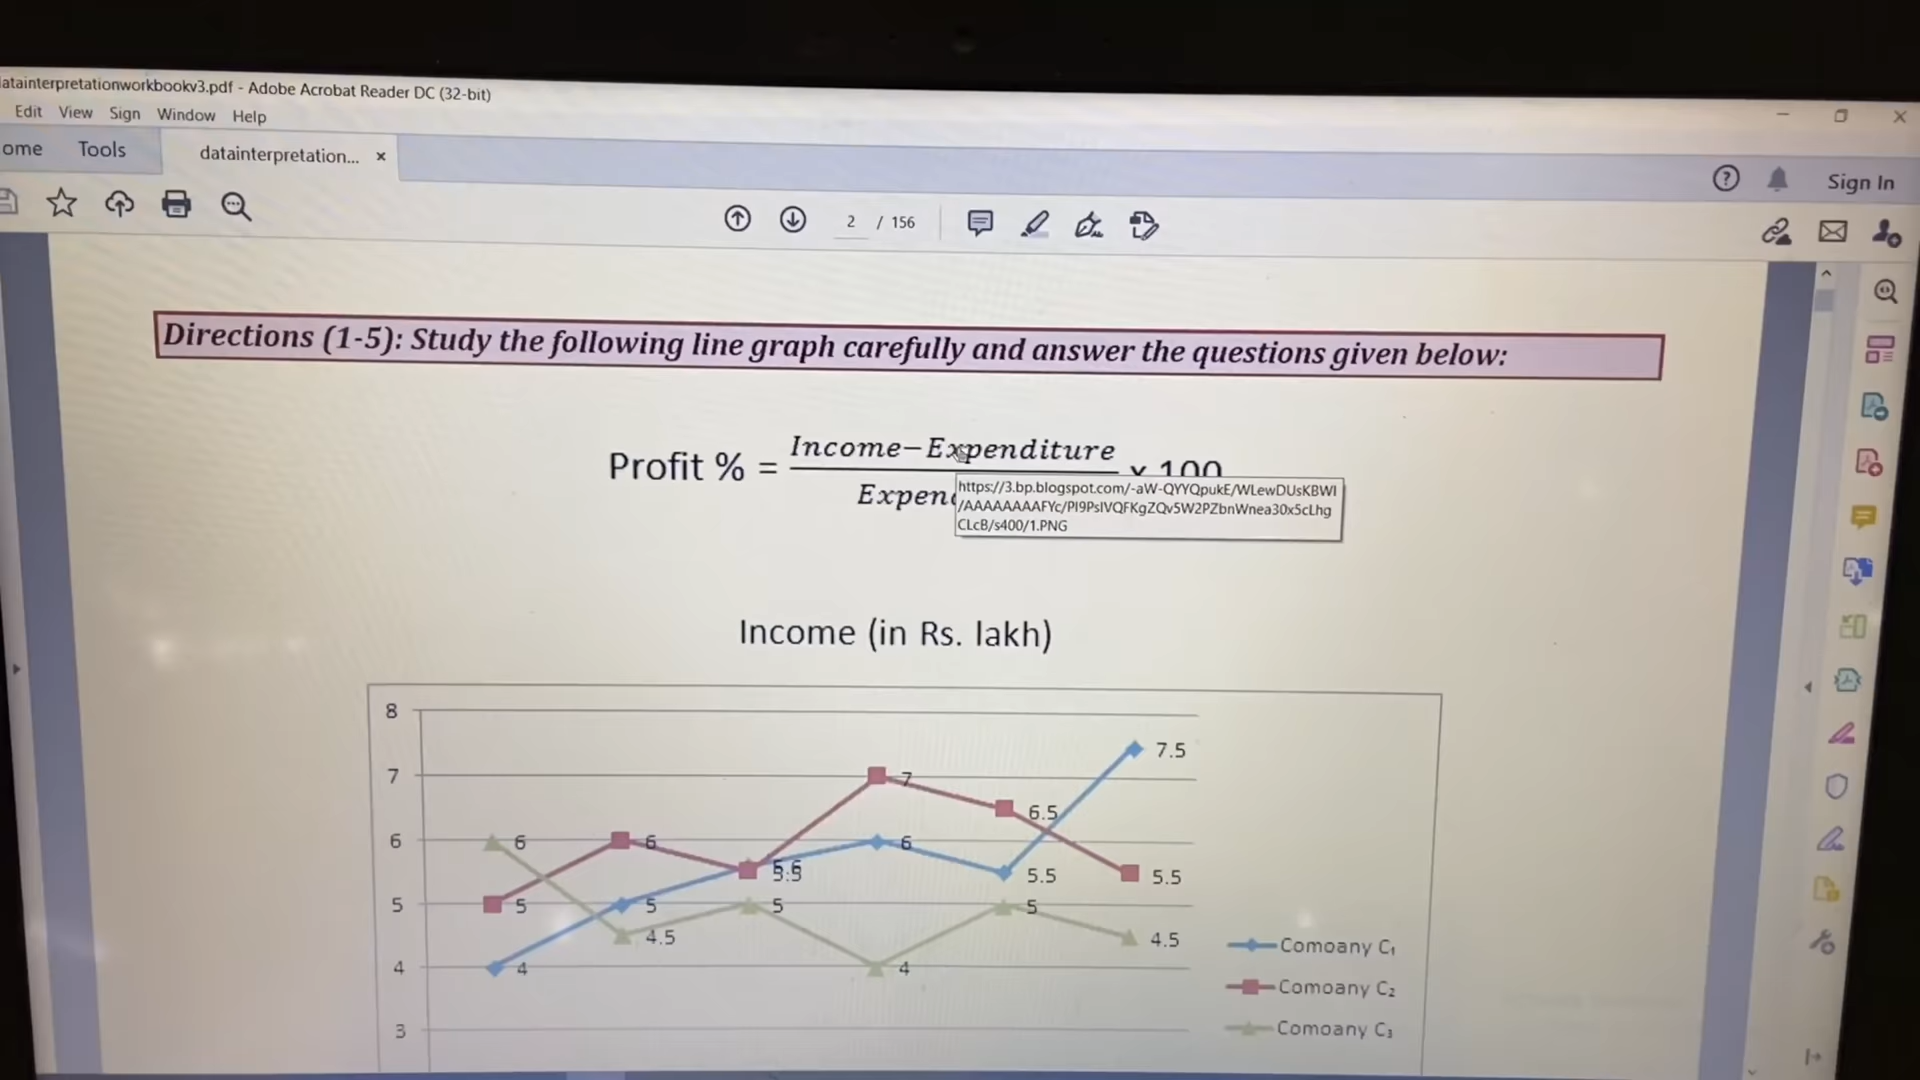 atainterpretationworkbookv3.pdf - Adobe Acrobat Reader DC (32-bit)
Edit View Sign Window Help
ome Tools datainterpretation... ×
Sign In
2 / 156
Directions (1-5): Study the following line graph carefully and answer the questions given below:
Profit % = Income−Expenditure x 100
Expen
https://3.bp.blogspot.com/-aW-QYYQpukE/WLewDUsKBWI
/AAAAAAAAFYc/PI9PsIVQFKgZQv5W2PZbnWnea30x5cLhg
CLcB/s400/1.PNG
Income (in Rs. lakh)
8
7.5
7 7
6.5
6 6 6 6
5.5 5.5 5.5
5 5 5 5 5
4.5 4.5
4 4 4
3
Comoany C₁
Comoany C₂
Comoany C₃